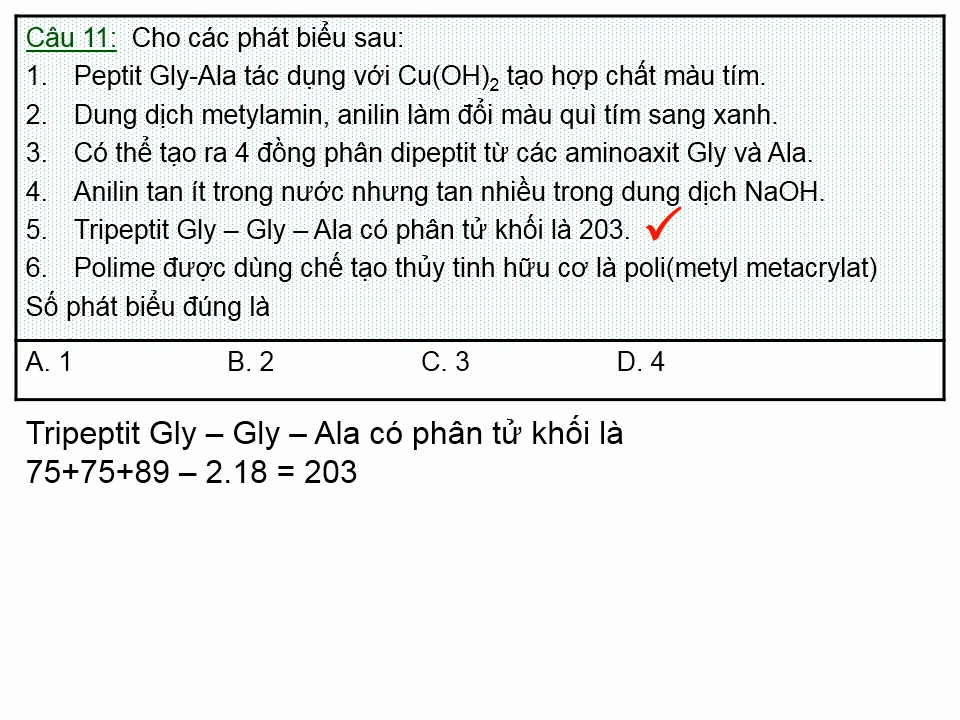 Câu 11: Cho các phát biểu sau:
1. Peptit Gly-Ala tác dụng với Cu(OH)2 tạo hợp chất màu tím.
2. Dung dịch metylamin, anilin làm đổi màu quì tím sang xanh.
3. Có thể tạo ra 4 đồng phân dipeptit từ các aminoaxit Gly và Ala.
4. Anilin tan ít trong nước nhưng tan nhiều trong dung dịch NaOH.
5. Tripeptit Gly – Gly – Ala có phân tử khối là 203. ✓
6. Polime được dùng chế tạo thủy tinh hữu cơ là poli(metyl metacrylat)
Số phát biểu đúng là
A. 1 B. 2 C. 3 D. 4
Tripeptit Gly – Gly – Ala có phân tử khối là
75+75+89 – 2.18 = 203